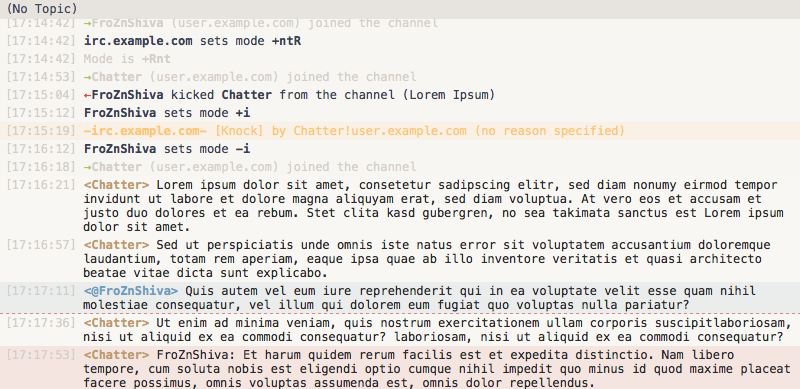 (No Topic)
[17:14:42] →FroZnShiva (user.example.com) joined the channel
[17:14:42] irc.example.com sets mode +ntR
[17:14:42] Mode is +Rnt
[17:14:53] →Chatter (user.example.com) joined the channel
[17:15:04] ←FroZnShiva kicked Chatter from the channel (Lorem Ipsum)
[17:15:12] FroZnShiva sets mode +i
[17:15:19] -irc.example.com- [Knock] by Chatter!user.example.com (no reason specified)
[17:16:12] FroZnShiva sets mode -i
[17:16:18] →Chatter (user.example.com) joined the channel
[17:16:21] <Chatter> Lorem ipsum dolor sit amet, consetetur sadipscing elitr, sed diam nonumy eirmod tempor
invidunt ut labore et dolore magna aliquyam erat, sed diam voluptua. At vero eos et accusam et
justo duo dolores et ea rebum. Stet clita kasd gubergren, no sea takimata sanctus est Lorem ipsum
dolor sit amet.
[17:16:57] <Chatter> Sed ut perspiciatis unde omnis iste natus error sit voluptatem accusantium doloremque
laudantium, totam rem aperiam, eaque ipsa quae ab illo inventore veritatis et quasi architecto
beatae vitae dicta sunt explicabo.
[17:17:11] <@FroZnShiva> Quis autem vel eum iure reprehenderit qui in ea voluptate velit esse quam nihil
molestiae consequatur, vel illum qui dolorem eum fugiat quo voluptas nulla pariatur?
[17:17:36] <Chatter> Ut enim ad minima veniam, quis nostrum exercitationem ullam corporis suscipitlaboriosam,
nisi ut aliquid ex ea commodi consequatur? laboriosam, nisi ut aliquid ex ea commodi consequatur?
[17:17:53] <Chatter> FroZnShiva: Et harum quidem rerum facilis est et expedita distinctio. Nam libero
tempore, cum soluta nobis est eligendi optio cumque nihil impedit quo minus id quod maxime placeat
facere possimus, omnis voluptas assumenda est, omnis dolor repellendus.